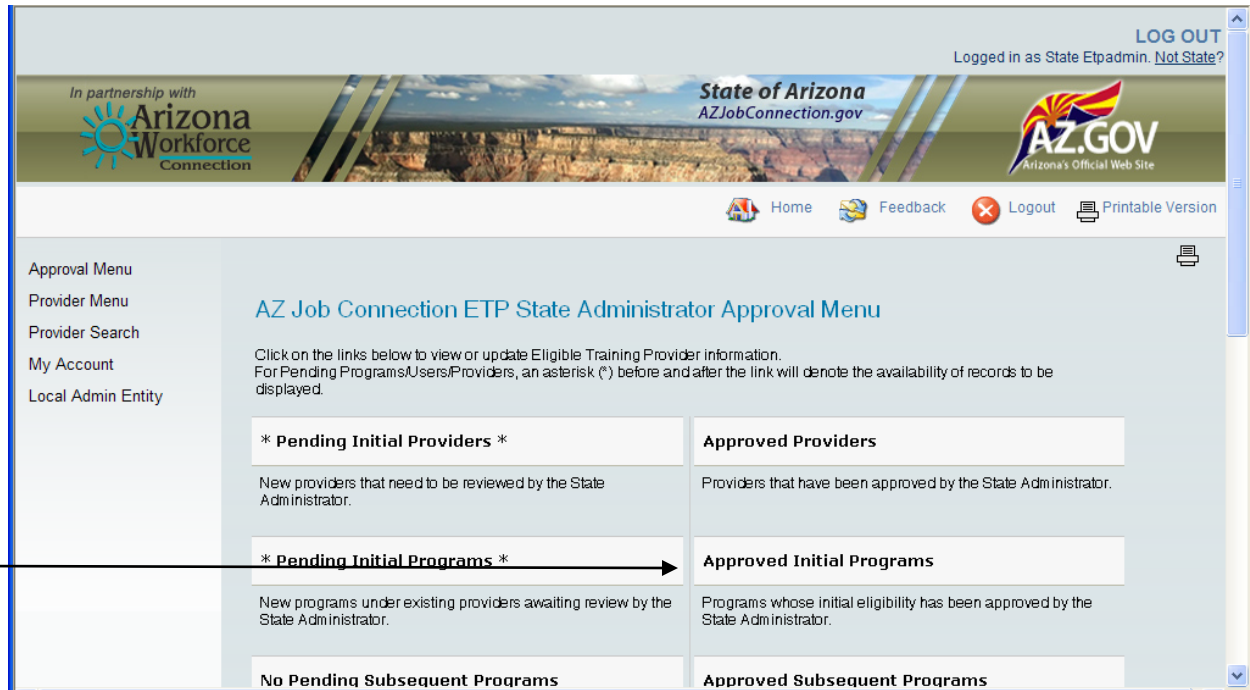 LOG OUT
Logged in as State Etpadmin. Not State?
In partnership with
Arizona
Workforce
Connection
State of Arizona
AZJobConnection.gov
AZ.GOV
Arizona's Official Web Site
Home Feedback Logout Printable Version
Approval Menu
Provider Menu
Provider Search
My Account
Local Admin Entity
AZ Job Connection ETP State Administrator Approval Menu
Click on the links below to view or update Eligible Training Provider information.
For Pending Programs/Users/Providers, an asterisk (*) before and after the link will denote the availability of records to be
displayed.
* Pending Initial Providers *
Approved Providers
New providers that need to be reviewed by the State
Administrator.
Providers that have been approved by the State Administrator.
* Pending Initial Programs *
Approved Initial Programs
New programs under existing providers awaiting review by the
State Administrator.
Programs whose initial eligibility has been approved by the
State Administrator.
No Pending Subsequent Programs
Approved Subsequent Programs